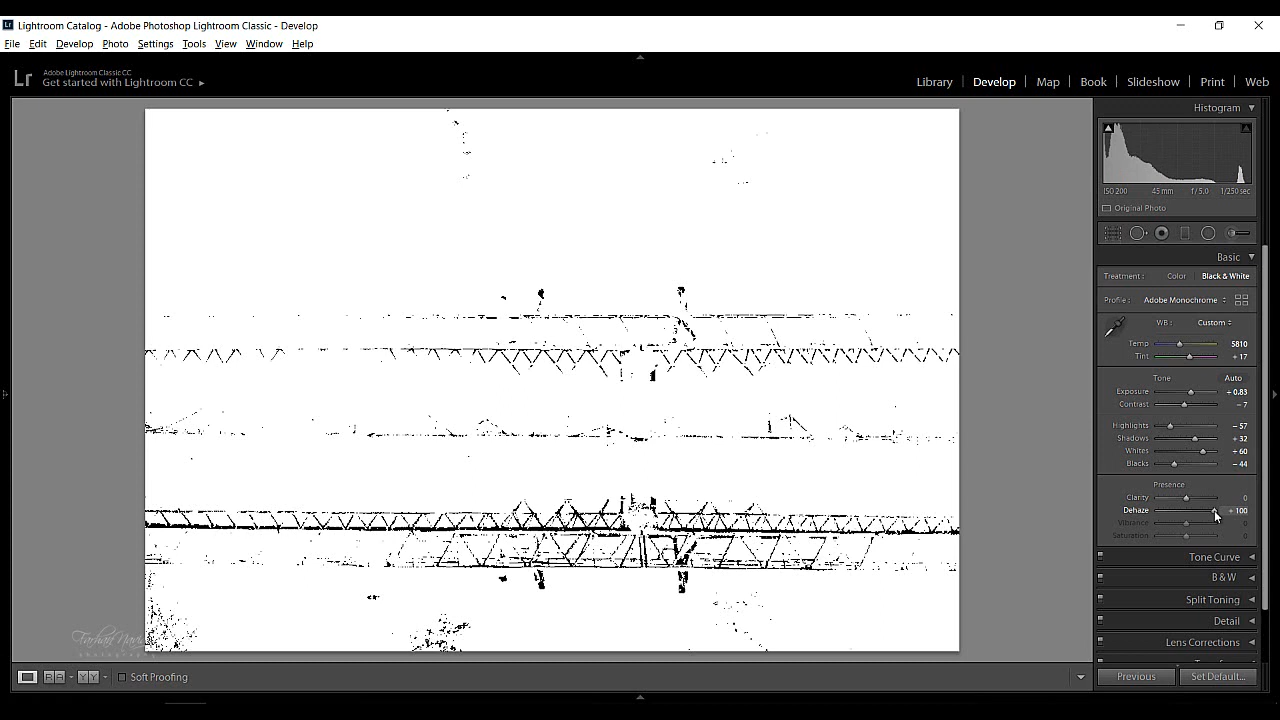 Lightroom Catalog - Adobe Photoshop Lightroom Classic - Develop
File Edit Develop Photo Settings Tools View Window Help
Lr Adobe Lightroom Classic CC
Get started with Lightroom CC
Library Develop Map Book Slideshow Print Web
Histogram
ISO 200 45 mm f / 5.0 1/250 sec
Original Photo
Basic
Treatment : Color Black & White
Profile : Adobe Monochrome
WB : Custom
Temp 5810
Tint + 17
Tone Auto
Exposure + 0.83
Contrast – 7
Highlights – 57
Shadows + 32
Whites + 60
Blacks – 44
Presence
Clarity 0
Dehaze + 100
Vibrance 0
Saturation 0
Tone Curve
B & W
Split Toning
Detail
Lens Corrections
Farhan
photography
Soft Proofing
Previous Set Default...